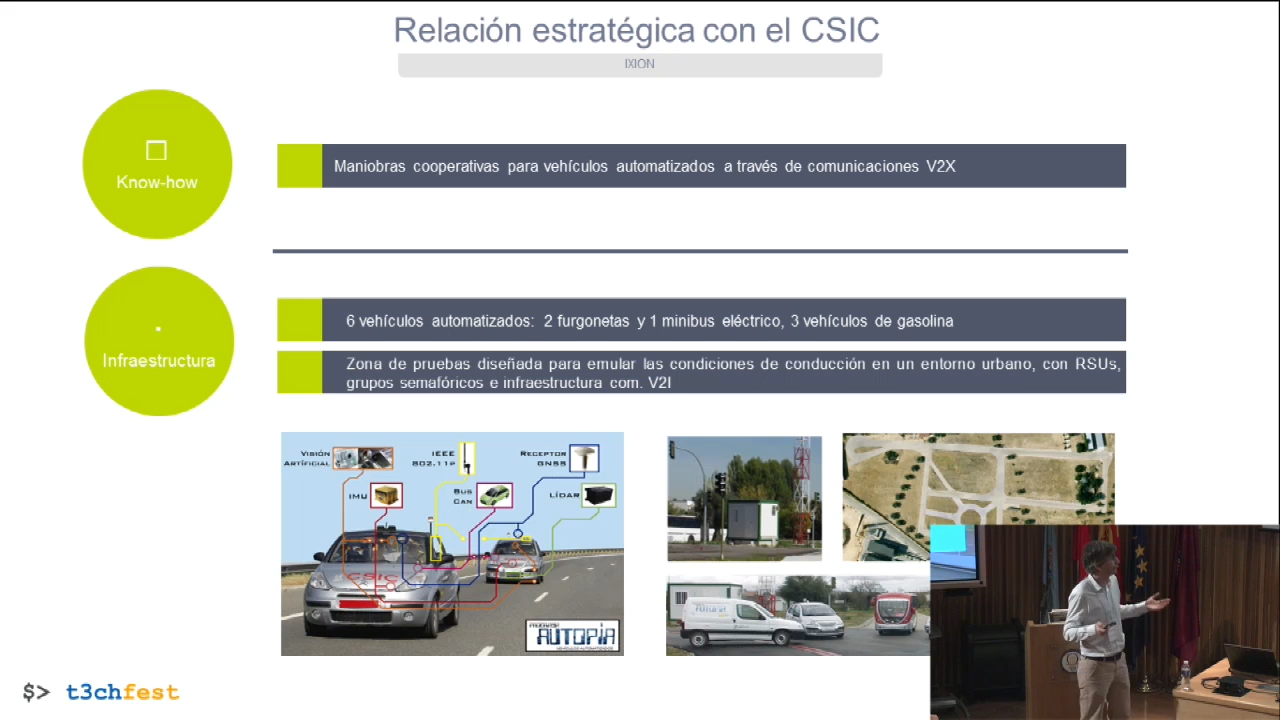 Relación estratégica con el CSIC
IXION
Know-how
Maniobras cooperativas para vehículos automatizados a través de comunicaciones V2X
Infraestructura
6 vehículos automatizados: 2 furgonetas y 1 minibus eléctrico, 3 vehículos de gasolina
Zona de pruebas diseñada para emular las condiciones de conducción en un entorno urbano, con RSUs,
grupos semafóricos e infraestructura com. V2I
VISIÓN
ARTIFICIAL
IEEE
802.11P
RECEPTOR
GNSS
IMU
BUS
CAN
LÍDAR
CSIC
PROGRAMA
AUTOPIA
AUTOPIA
$> t3chfest